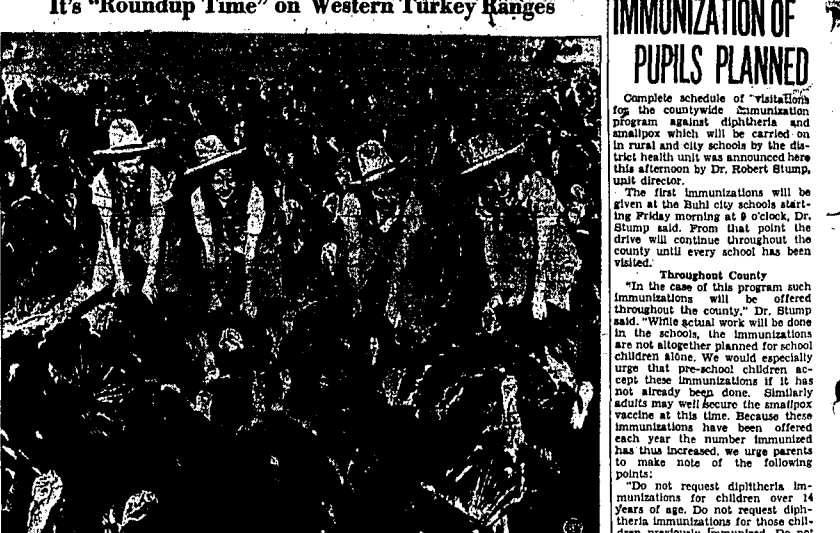 It's "Roundup Time" on Western Turkey Ranges
IMMUNIZATION OF
PUPILS PLANNED
Complete schedule of visitations
for the countywide immunization
program against diphtheria and
smallpox which will be carried on
in rural and city schools by the dis-
trict health unit was announced here
this afternoon by Dr. Robert Stump,
unit director.
The first immunizations will be
given at the Buhl city schools start-
ing Friday morning at 9 o'clock, Dr.
Stump said. From that point the
drive will continue throughout the
county until every school has been
visited.
Throughout County
"In the case of this program such
immunizations will be offered
throughout the county," Dr. Stump
said. "While actual work will be done
in the schools, the immunizations
are not altogether planned for school
children alone. We would especially
urge that pre-school children ac-
cept these immunizations if it has
not already been done. Similarly
adults may well secure the smallpox
vaccine at this time. Because these
immunizations have been offered
each year the number immunized
has thus increased, we urge parents
to make note of the following
points:
"Do not request diphtheria im-
munizations for children over 14
years of age. Do not request diph-
theria immunizations for those chil-
dren previously immunized. Do not